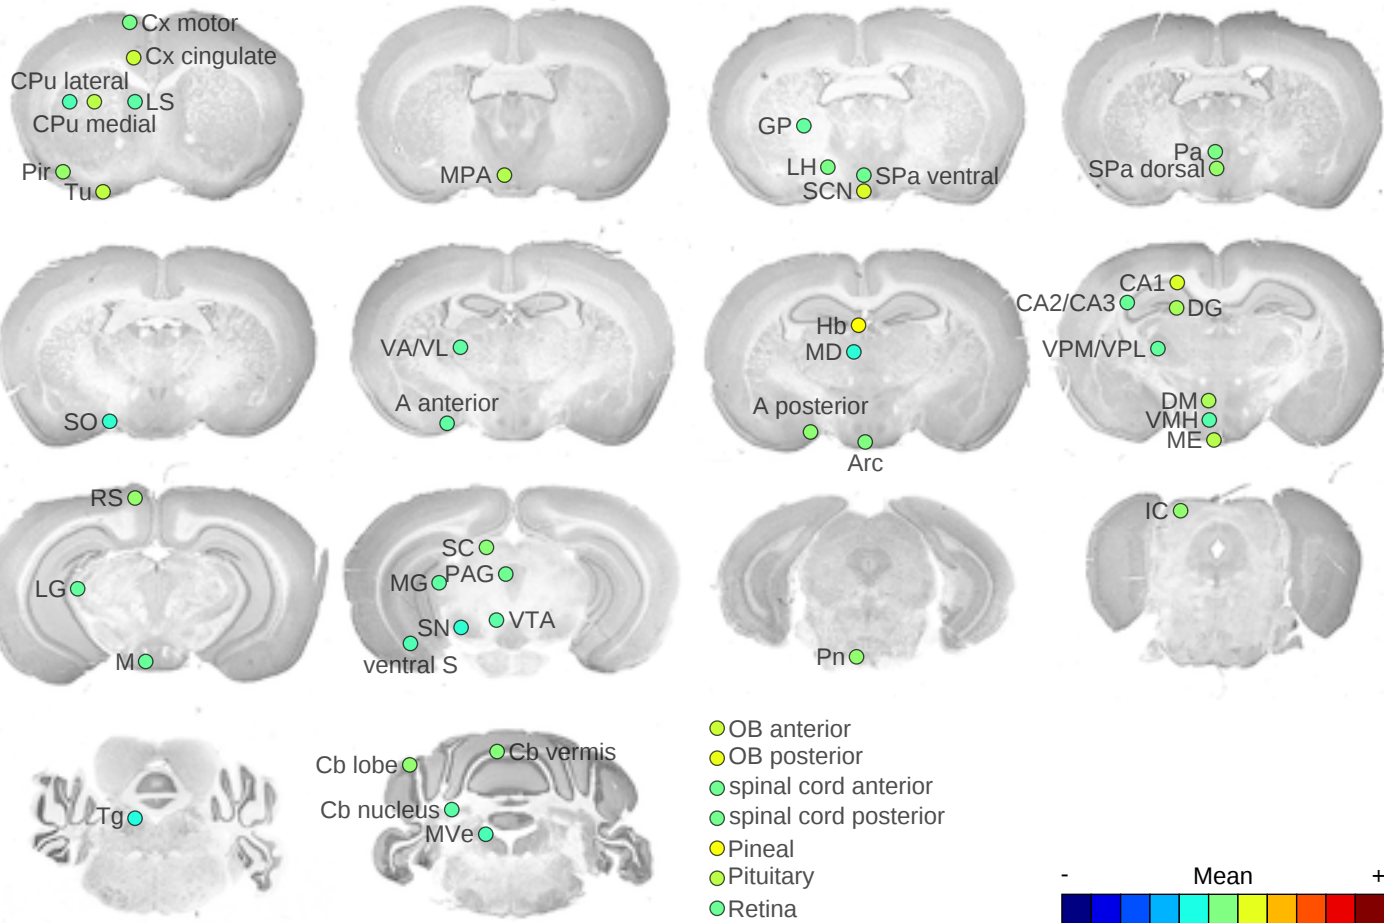 Cx motor
Cx cingulate
CPu lateral
LS
CPu medial
Pir
Tu
MPA
GP
LH
SPa ventral
SCN
Pa
SPa dorsal
SO
VA/VL
A anterior
Hb
MD
A posterior
Arc
CA1
CA2/CA3
DG
VPM/VPL
DM
VMH
ME
RS
LG
M
SC
MG
PAG
SN
VTA
ventral S
Pn
IC
Tg
Cb lobe
Cb vermis
Cb nucleus
MVe
OB anterior
OB posterior
spinal cord anterior
spinal cord posterior
Pineal
Pituitary
Retina
- Mean +